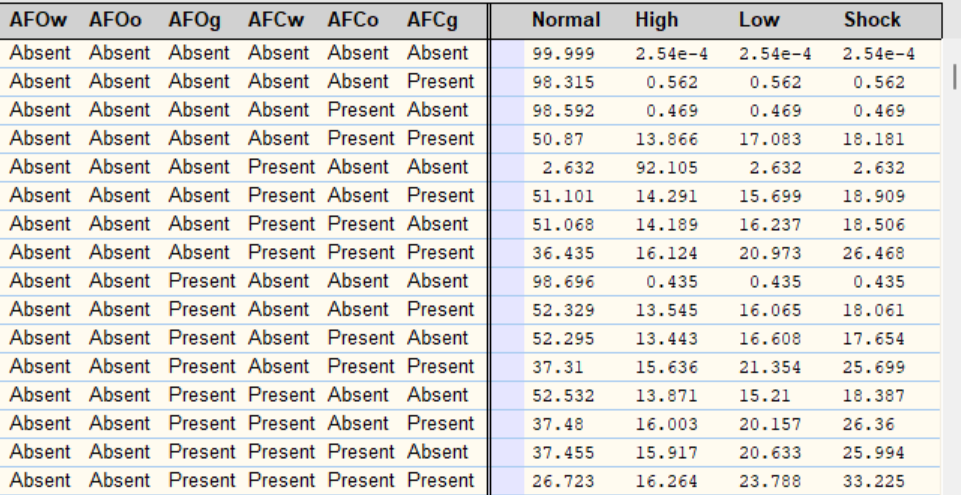 AFOw AFOo AFOg AFCw AFCo AFCg Normal High Low Shock
Absent Absent Absent Absent Absent Absent 99.999 2.54e-4 2.54e-4 2.54e-4
Absent Absent Absent Absent Absent Present 98.315 0.562 0.562 0.562
Absent Absent Absent Absent Present Absent 98.592 0.469 0.469 0.469
Absent Absent Absent Absent Present Present 50.87 13.866 17.083 18.181
Absent Absent Absent Present Absent Absent 2.632 92.105 2.632 2.632
Absent Absent Absent Present Absent Present 51.101 14.291 15.699 18.909
Absent Absent Absent Present Present Absent 51.068 14.189 16.237 18.506
Absent Absent Absent Present Present Present 36.435 16.124 20.973 26.468
Absent Absent Present Absent Absent Absent 98.696 0.435 0.435 0.435
Absent Absent Present Absent Absent Present 52.329 13.545 16.065 18.061
Absent Absent Present Absent Present Absent 52.295 13.443 16.608 17.654
Absent Absent Present Absent Present Present 37.31 15.636 21.354 25.699
Absent Absent Present Present Absent Absent 52.532 13.871 15.21 18.387
Absent Absent Present Present Absent Present 37.48 16.003 20.157 26.36
Absent Absent Present Present Present Absent 37.455 15.917 20.633 25.994
Absent Absent Present Present Present Present 26.723 16.264 23.788 33.225